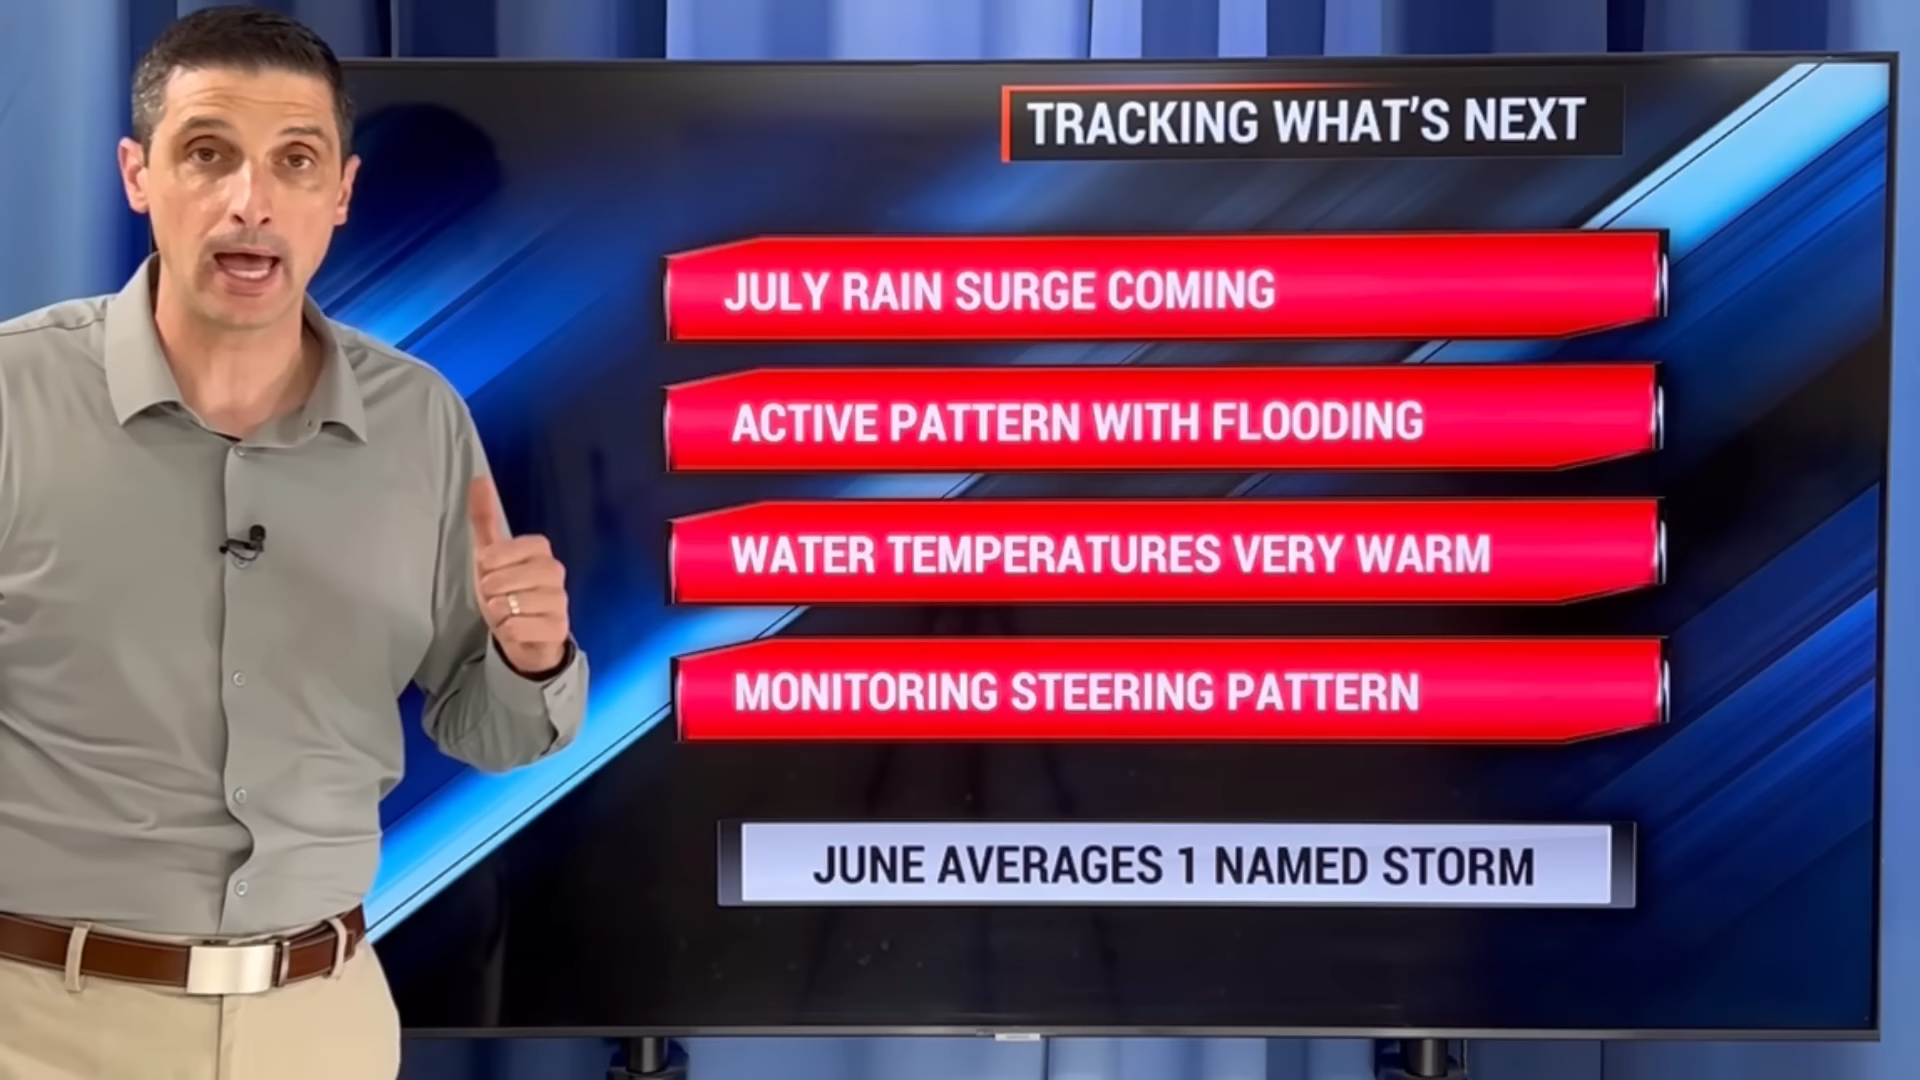 TRACKING WHAT'S NEXT
JULY RAIN SURGE COMING
ACTIVE PATTERN WITH FLOODING
WATER TEMPERATURES VERY WARM
MONITORING STEERING PATTERN
JUNE AVERAGES 1 NAMED STORM